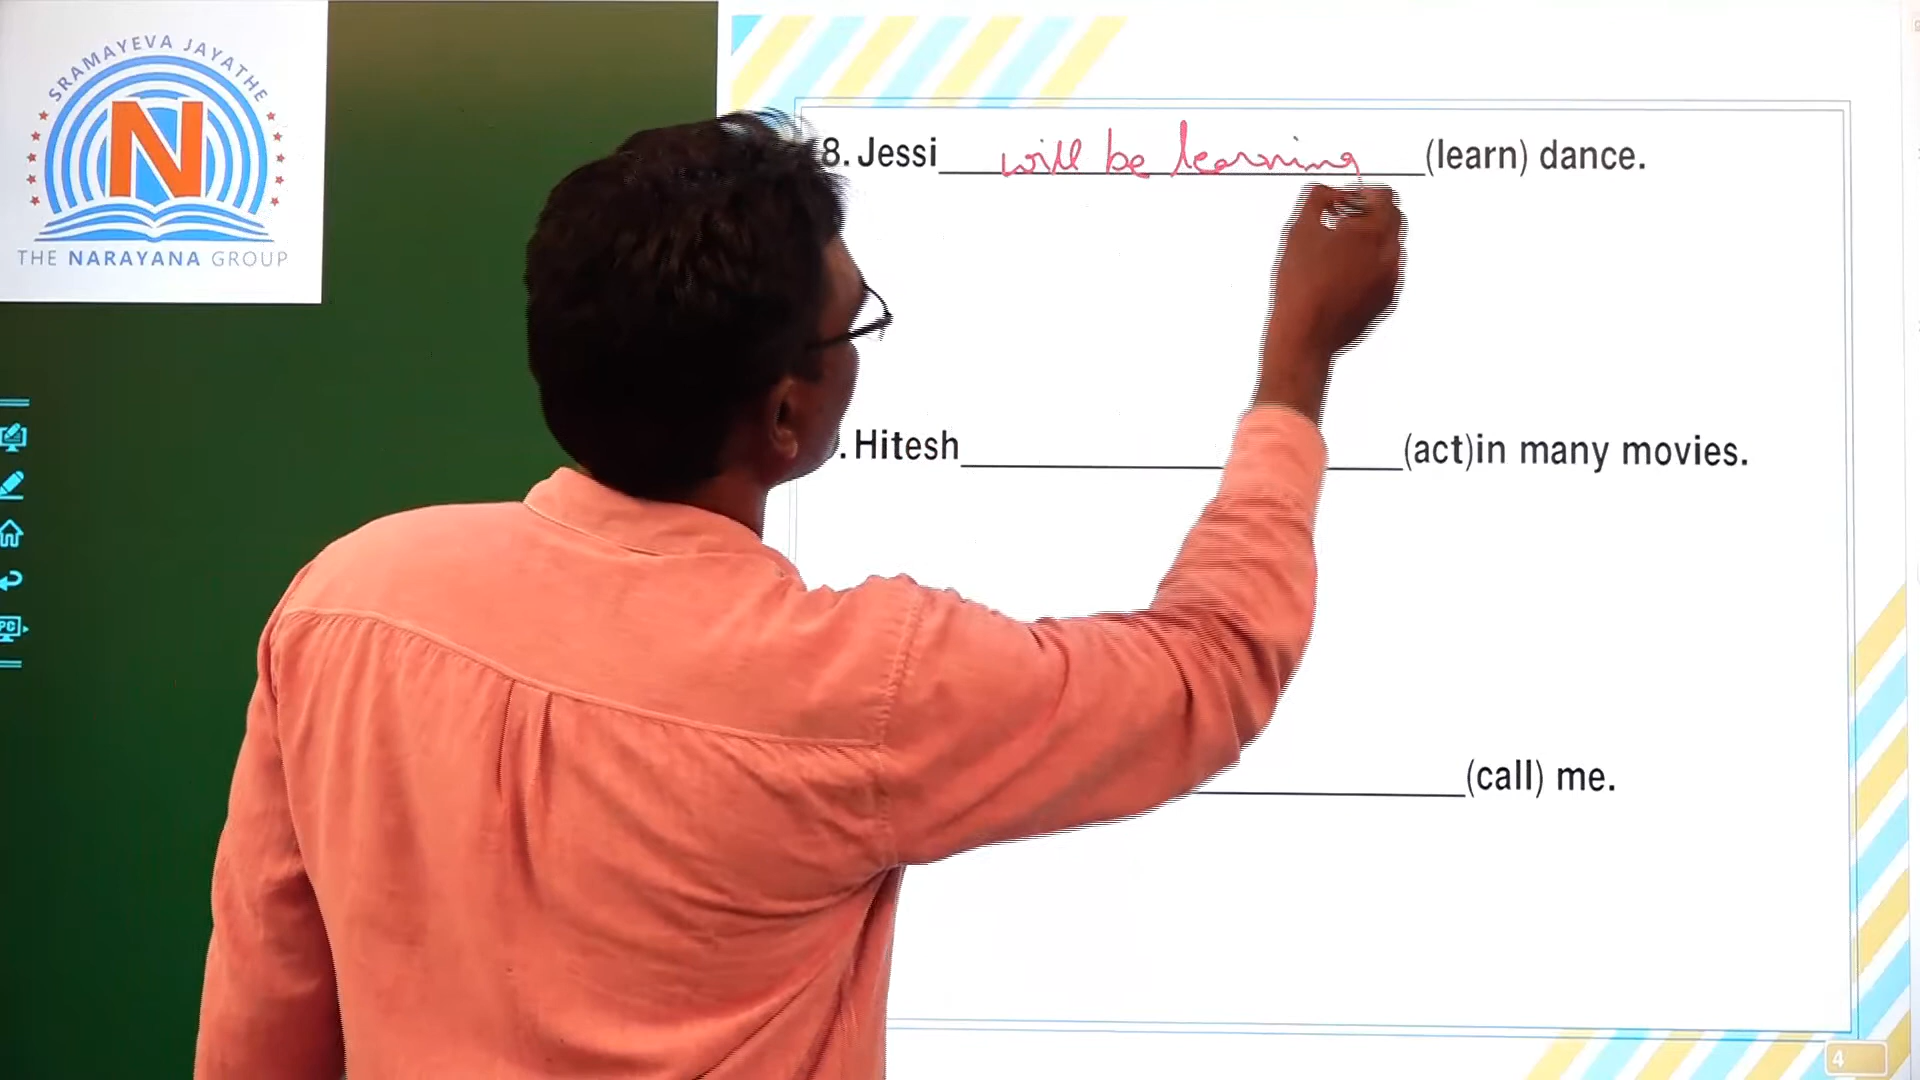 SRAMAYEVA JAYATHE
N
THE NARAYANA GROUP
8. Jessi will be learning (learn) dance.
. Hitesh (act)in many movies.
(call) me.
PC
4